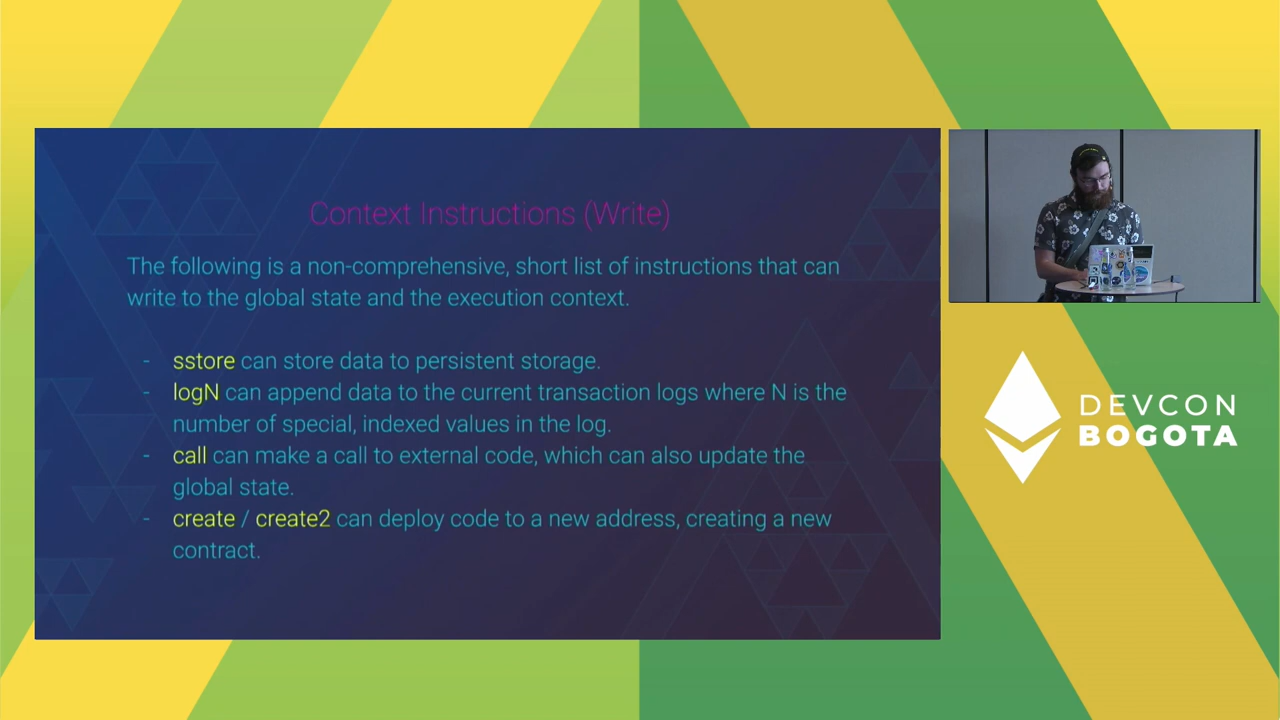 Context Instructions (Write)
The following is a non-comprehensive, short list of instructions that can
write to the global state and the execution context.
- sstore can store data to persistent storage.
- logN can append data to the current transaction logs where N is the
number of special, indexed values in the log.
- call can make a call to external code, which can also update the
global state.
- create / create2 can deploy code to a new address, creating a new
contract.
DEVCON
BOGOTA